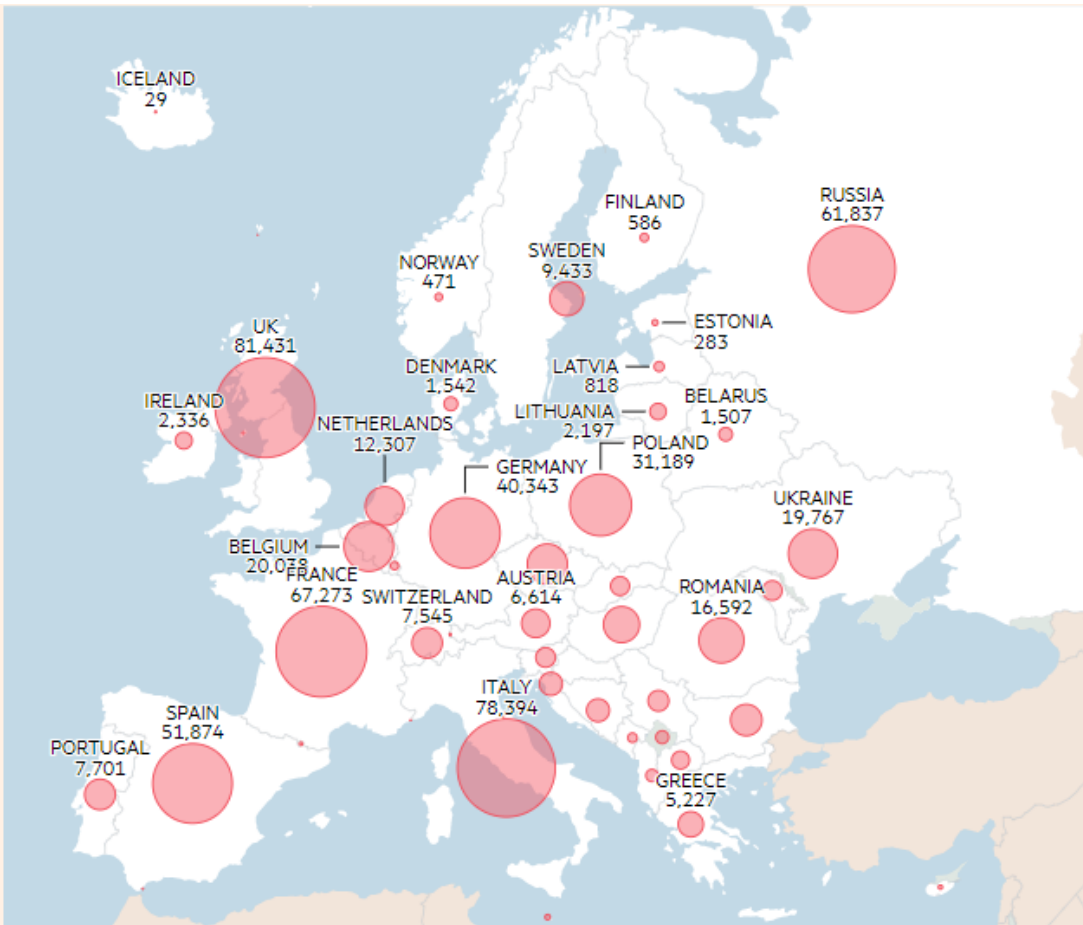 ICELAND
29
FINLAND
586
RUSSIA
61,837
SWEDEN
9,433
NORWAY
471
UK
81,431
ESTONIA
283
DENMARK
1,542
LATVIA
818
IRELAND
2,336
NETHERLANDS
12,307
LITHUANIA
2,197
BELARUS
1,507
POLAND
31,189
GERMANY
40,343
UKRAINE
19,767
BELGIUM
20,038
FRANCE
67,273
AUSTRIA
6,614
SWITZERLAND
7,545
ROMANIA
16,592
ITALY
78,394
SPAIN
51,874
PORTUGAL
7,701
GREECE
5,227